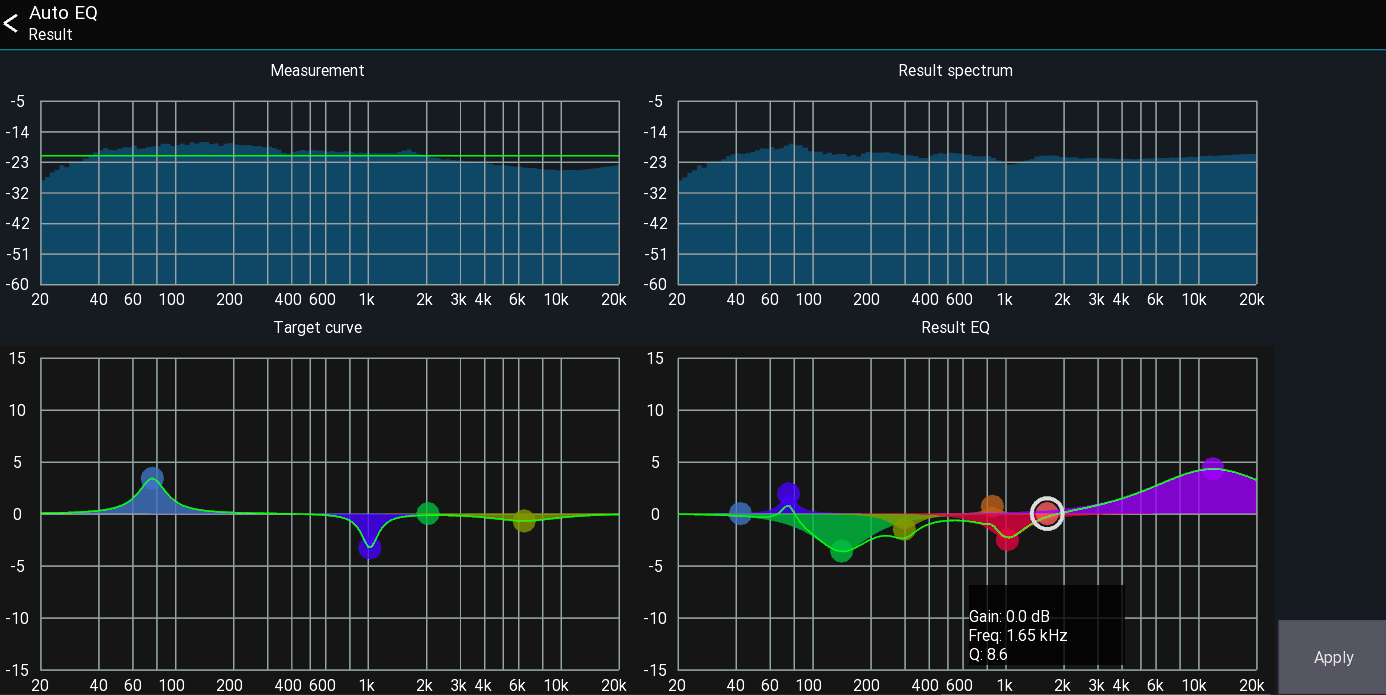 Auto EQ
Result
Measurement
-5
-14
-23
-32
-42
-51
-60
20 40 60 100 200 400 600 1k 2k 3k 4k 6k 10k 20k
Result spectrum
-5
-14
-23
-32
-42
-51
-60
20 40 60 100 200 400 600 1k 2k 3k 4k 6k 10k 20k
Target curve
15
10
5
0
-5
-10
-15
20 40 60 100 200 400 600 1k 2k 3k 4k 6k 10k 20k
Result EQ
15
10
5
0
-5
-10
-15
Gain: 0.0 dB
Freq: 1.65 kHz
Q: 8.6
20 40 60 100 200 400 600 1k 2k 3k 4k 6k 10k 20k
Apply